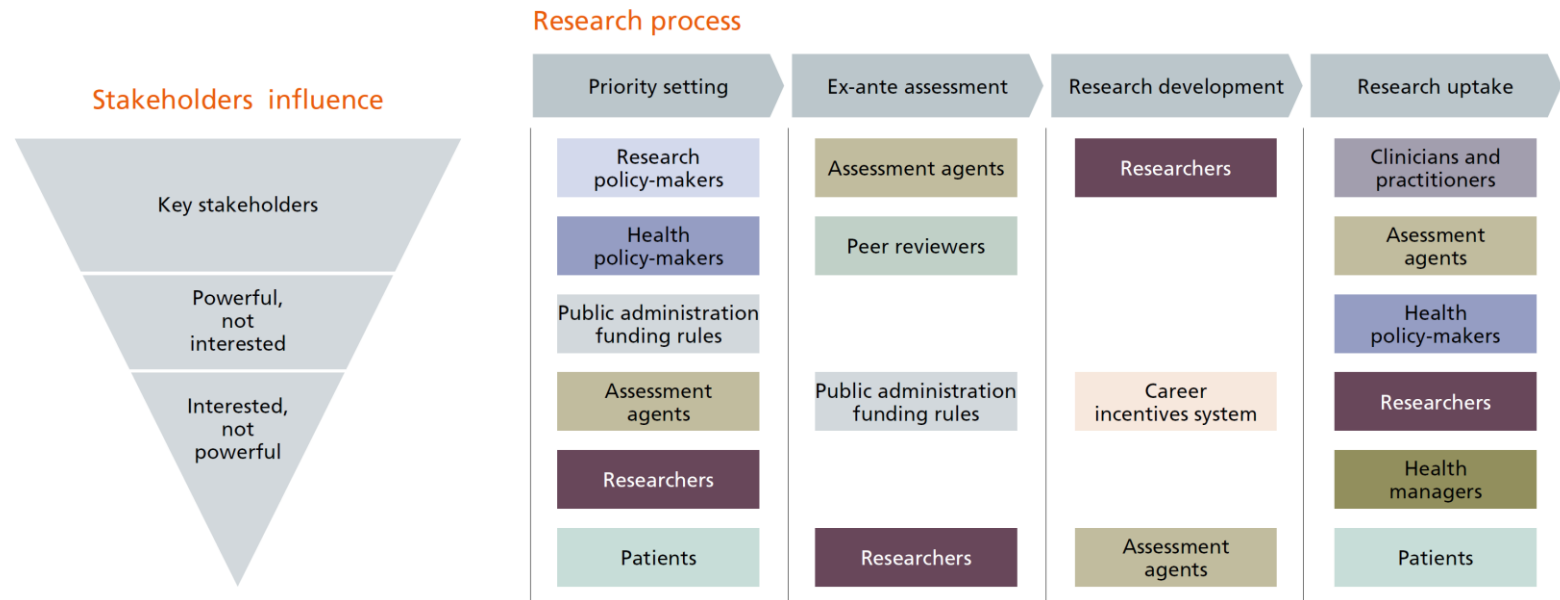 Research process
Stakeholders influence
Priority setting
Ex-ante assessment
Research development
Research uptake
Key stakeholders
Powerful,
not
interested
Interested,
not
powerful
Research
policy-makers
Health
policy-makers
Public administration
funding rules
Assessment
agents
Researchers
Patients
Assessment agents
Peer reviewers
Public administration
funding rules
Researchers
Researchers
Career
incentives system
Assessment
agents
Clinicians and
practitioners
Asessment
agents
Health
policy-makers
Researchers
Health
managers
Patients